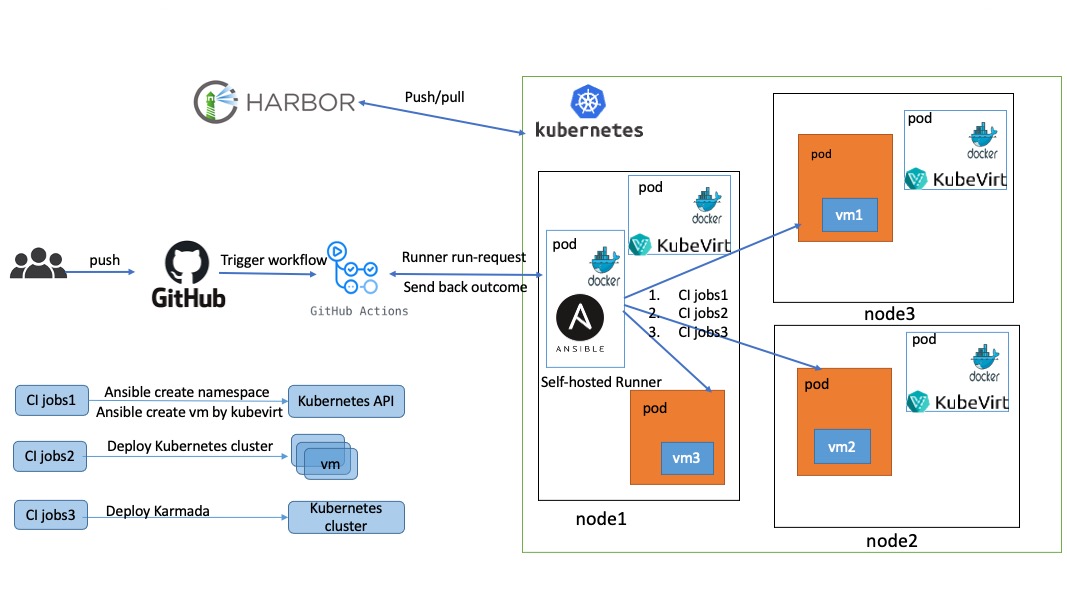 HARBOR
Push/pull
kubernetes
pod
docker
KubeVirt
pod
vm1
node3
pod
docker
KubeVirt
pod
docker
ANSIBLE
Self-hosted Runner
push
GitHub
Trigger workflow
GitHub Actions
Runner run-request
Send back outcome
1. CI jobs1
2. CI jobs2
3. CI jobs3
pod
docker
KubeVirt
pod
vm2
node2
pod
vm3
node1
CI jobs1
Ansible create namespace
Ansible create vm by kubevirt
Kubernetes API
CI jobs2
Deploy Kubernetes cluster
vm
CI jobs3
Deploy Karmada
Kubernetes
cluster